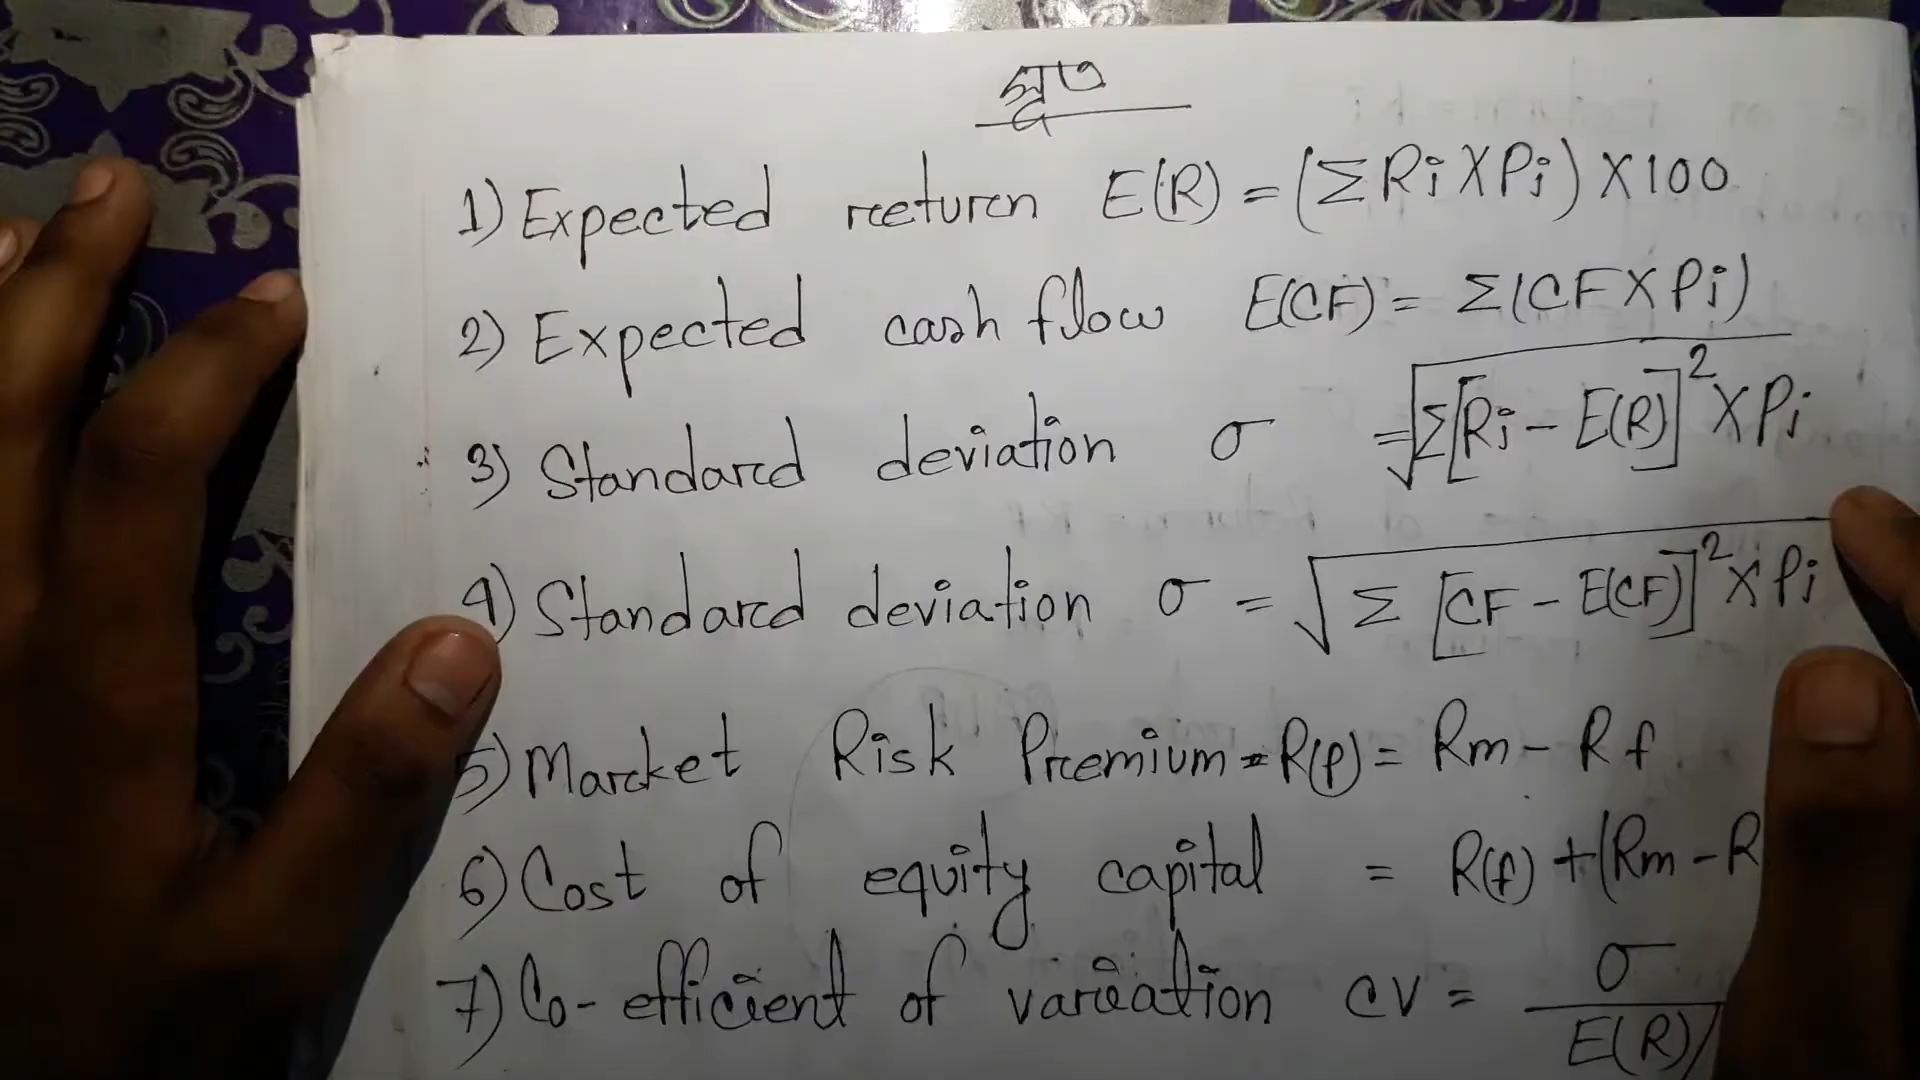 সূত্র
1) Expected return E(R) = (ΣRi X Pi) X 100
2) Expected cash flow E(CF) = Σ(CF X Pi)
3) Standard deviation σ = √Σ[Ri - E(R)]² X Pi
4) Standard deviation σ = √Σ [CF - E(CF)]² X Pi
5) Market Risk Premium = R(p) = Rm - Rf
6) Cost of equity capital = R(f) + (Rm - R
7) Co-efficient of variation CV = σ / E(R)